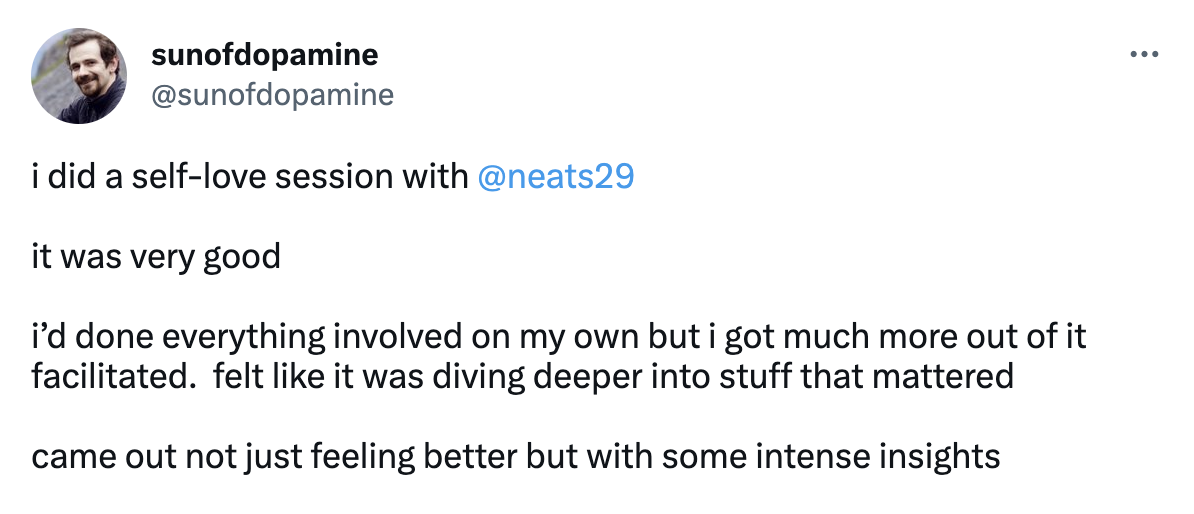 sunofdopamine
@sunofdopamine
i did a self-love session with @neats29
it was very good
i’d done everything involved on my own but i got much more out of it
facilitated.  felt like it was diving deeper into stuff that mattered
came out not just feeling better but with some intense insights